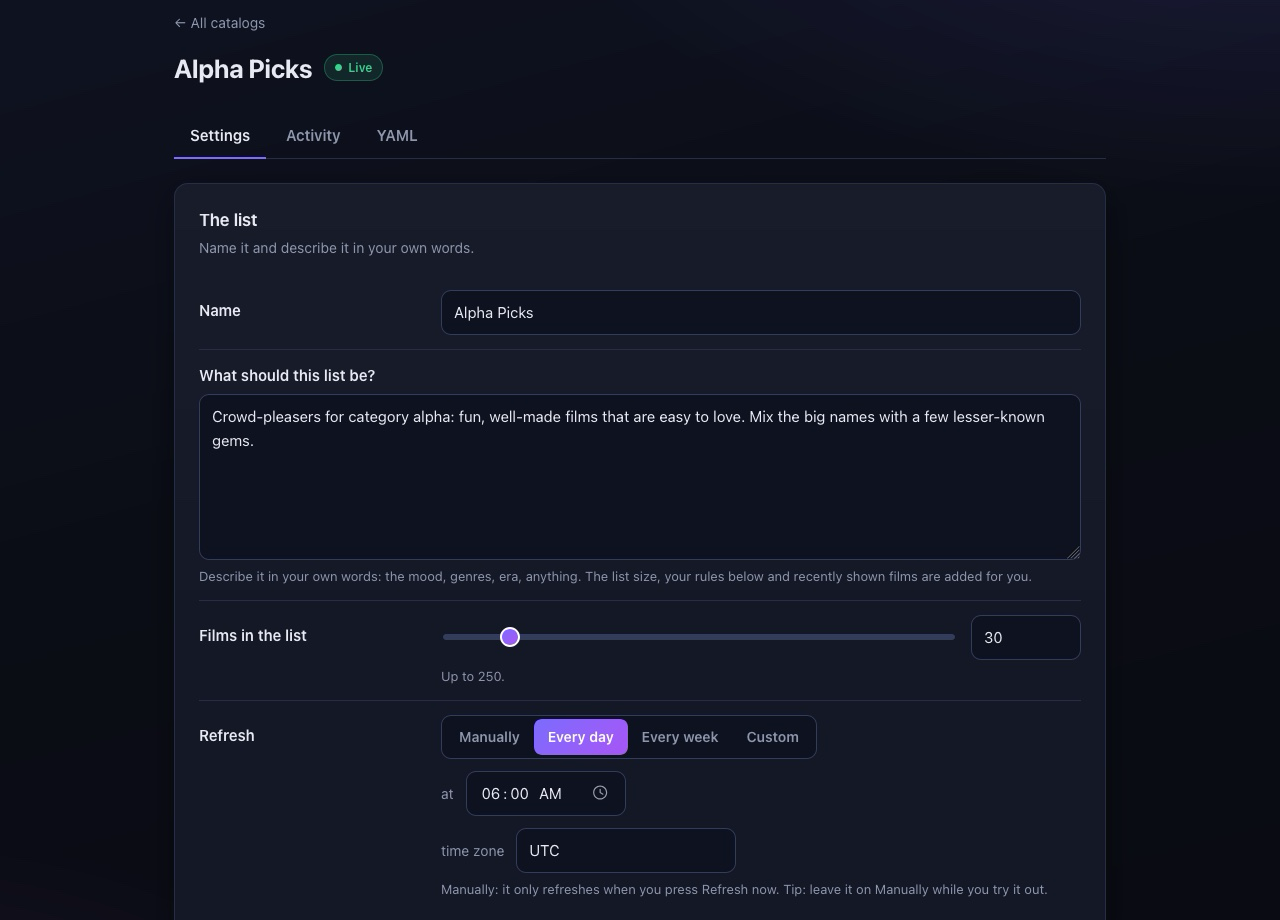 ← All catalogs
Alpha Picks
Live
Settings
Activity
YAML
The list
Name it and describe it in your own words.
Name
Alpha Picks
What should this list be?
Crowd-pleasers for category alpha: fun, well-made films that are easy to love. Mix the big names with a few lesser-known
gems.
Describe it in your own words: the mood, genres, era, anything. The list size, your rules below and recently shown films are added for you.
Films in the list
30
Up to 250.
Refresh
Manually
Every day
Every week
Custom
at
06:00 AM
time zone
UTC
Manually: it only refreshes when you press Refresh now. Tip: leave it on Manually while you try it out.